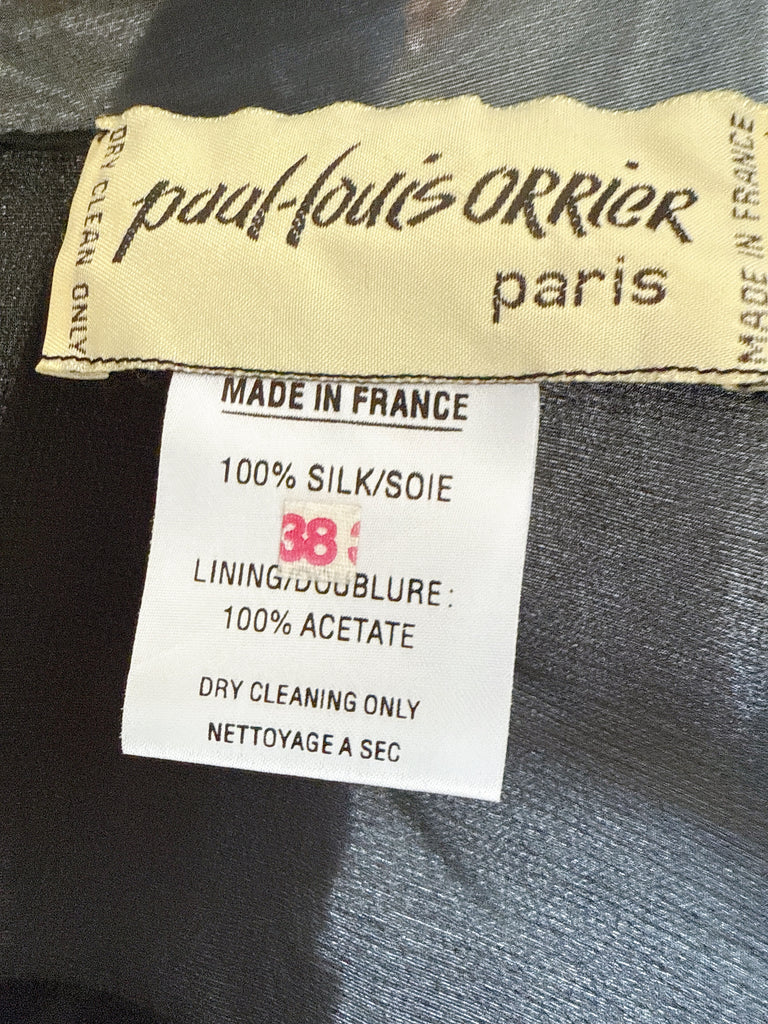 DRY CLEAN ONLY
paul-louis ORRIER
paris
MADE IN FRANCE
MADE IN FRANCE
100% SILK/SOIE
38
LINING/DOUBLURE:
100% ACETATE
DRY CLEANING ONLY
NETTOYAGE A SEC